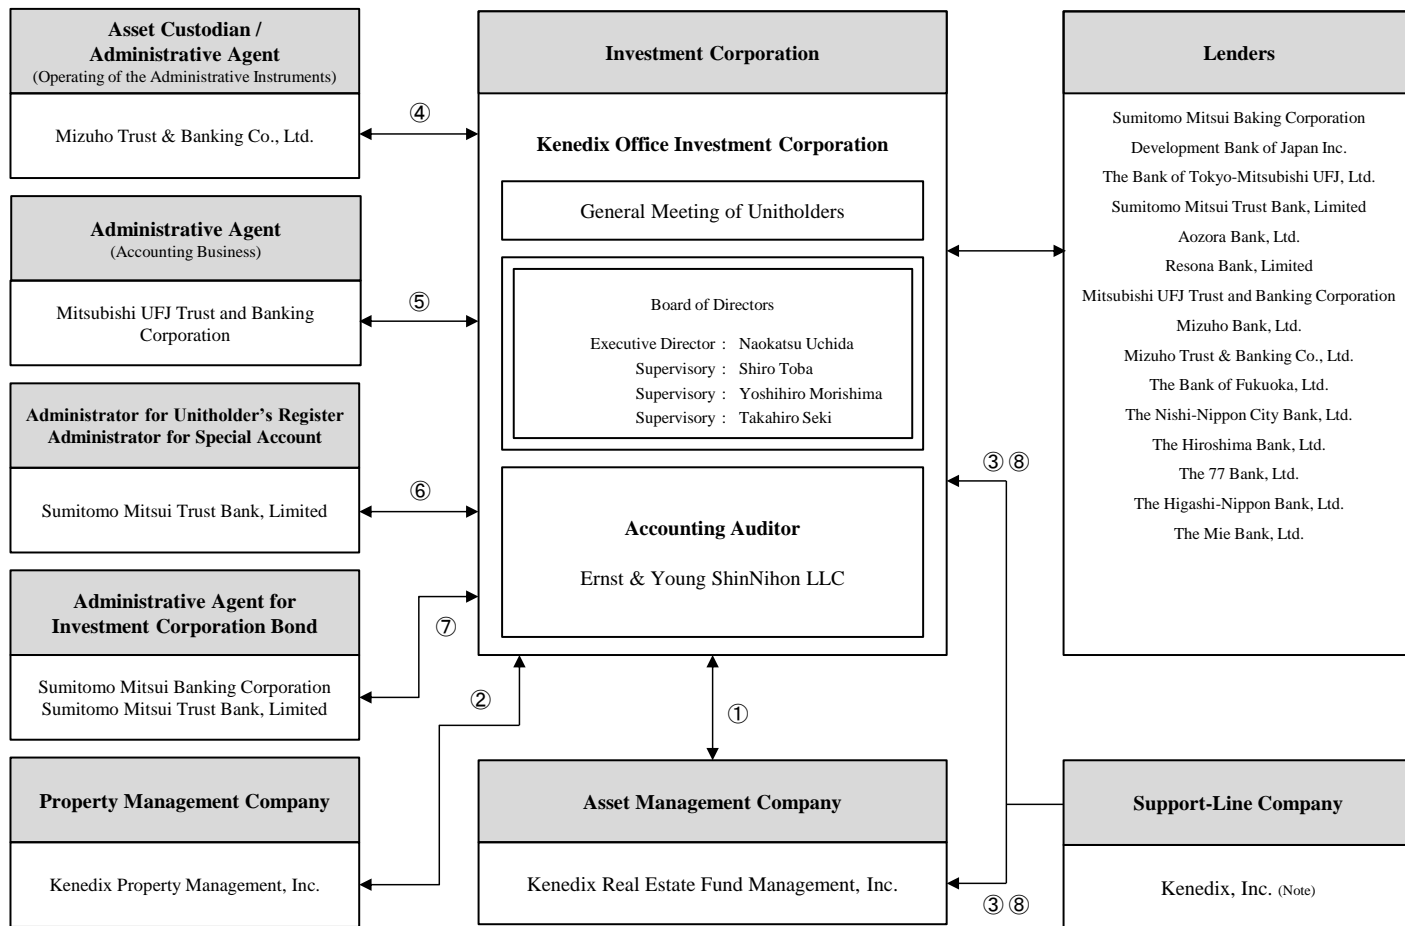 Asset Custodian /
Administrative Agent
(Operating of the Administrative Instruments)
Mizuho Trust & Banking Co., Ltd.
④
Administrative Agent
(Accounting Business)
Mitsubishi UFJ Trust and Banking
Corporation
⑤
Administrator for Unitholder’s Register
Administrator for Special Account
Sumitomo Mitsui Trust Bank, Limited
⑥
Administrative Agent for
Investment Corporation Bond
Sumitomo Mitsui Banking Corporation
Sumitomo Mitsui Trust Bank, Limited
⑦
Property Management Company
Kenedix Property Management, Inc.
②
Investment Corporation
Kenedix Office Investment Corporation
General Meeting of Unitholders
Board of Directors
Executive Director : Naokatsu Uchida
Supervisory : Shiro Toba
Supervisory : Yoshihiro Morishima
Supervisory : Takahiro Seki
Accounting Auditor
Ernst & Young ShinNihon LLC
①
Asset Management Company
Kenedix Real Estate Fund Management, Inc.
Lenders
Sumitomo Mitsui Baking Corporation
Development Bank of Japan Inc.
The Bank of Tokyo-Mitsubishi UFJ, Ltd.
Sumitomo Mitsui Trust Bank, Limited
Aozora Bank, Ltd.
Resona Bank, Limited
Mitsubishi UFJ Trust and Banking Corporation
Mizuho Bank, Ltd.
Mizuho Trust & Banking Co., Ltd.
The Bank of Fukuoka, Ltd.
The Nishi-Nippon City Bank, Ltd.
The Hiroshima Bank, Ltd.
The 77 Bank, Ltd.
The Higashi-Nippon Bank, Ltd.
The Mie Bank, Ltd.
③⑧
③⑧
Support-Line Company
Kenedix, Inc. (Note)